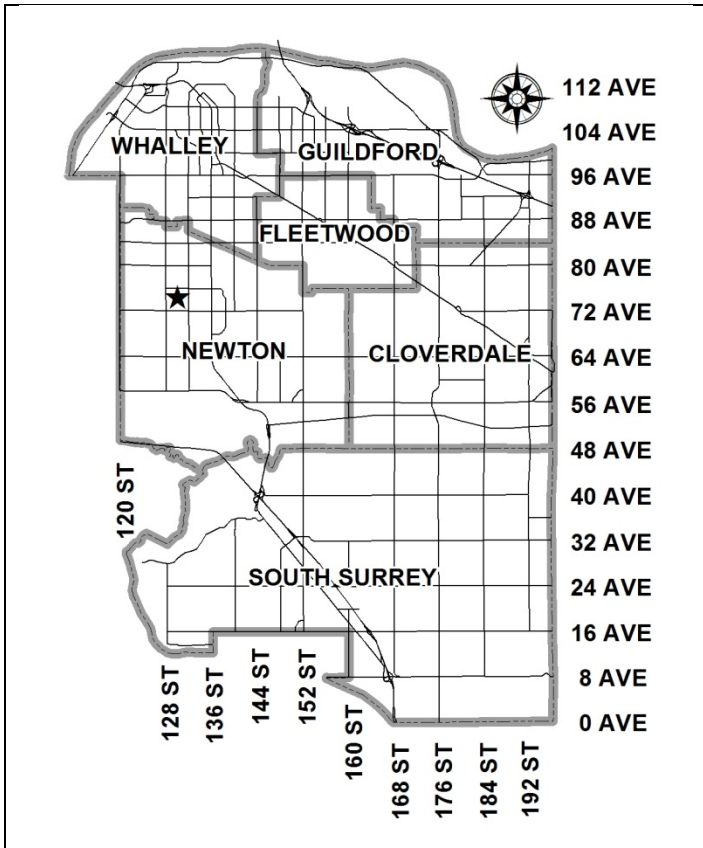 112 AVE
104 AVE
WHALLEY
GUILDFORD
96 AVE
88 AVE
FLEETWOOD
80 AVE
72 AVE
NEWTON
CLOVERDALE
64 AVE
56 AVE
48 AVE
120 ST
40 AVE
32 AVE
SOUTH SURREY
24 AVE
16 AVE
128 ST
136 ST
144 ST
152 ST
160 ST
8 AVE
0 AVE
168 ST
176 ST
184 ST
192 ST